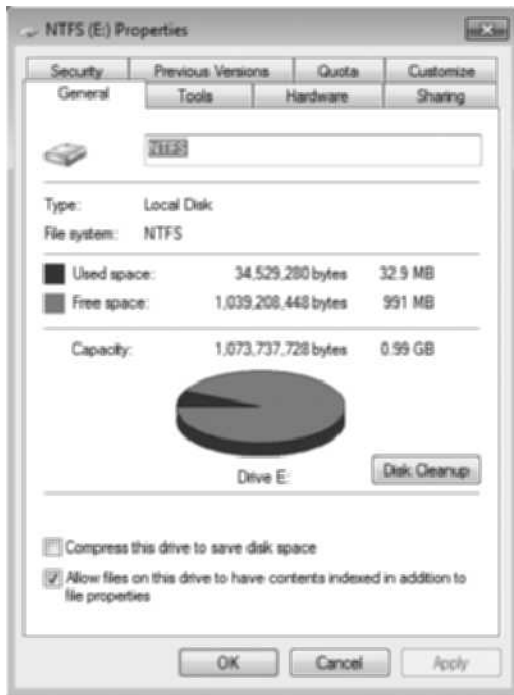 NTFS (E:) Properties
Security Previous Versions Quota Customize
General Tools Hardware Sharing
NTFS
Type: Local Disk
File system: NTFS
Used space: 34,529,280 bytes 32.9 MB
Free space: 1,039,208,448 bytes 991 MB
Capacity: 1,073,737,728 bytes 0.99 GB
Drive E:
Disk Cleanup
Compress this drive to save disk space
Allow files on this drive to have contents indexed in addition to
file properties
OK Cancel Apply